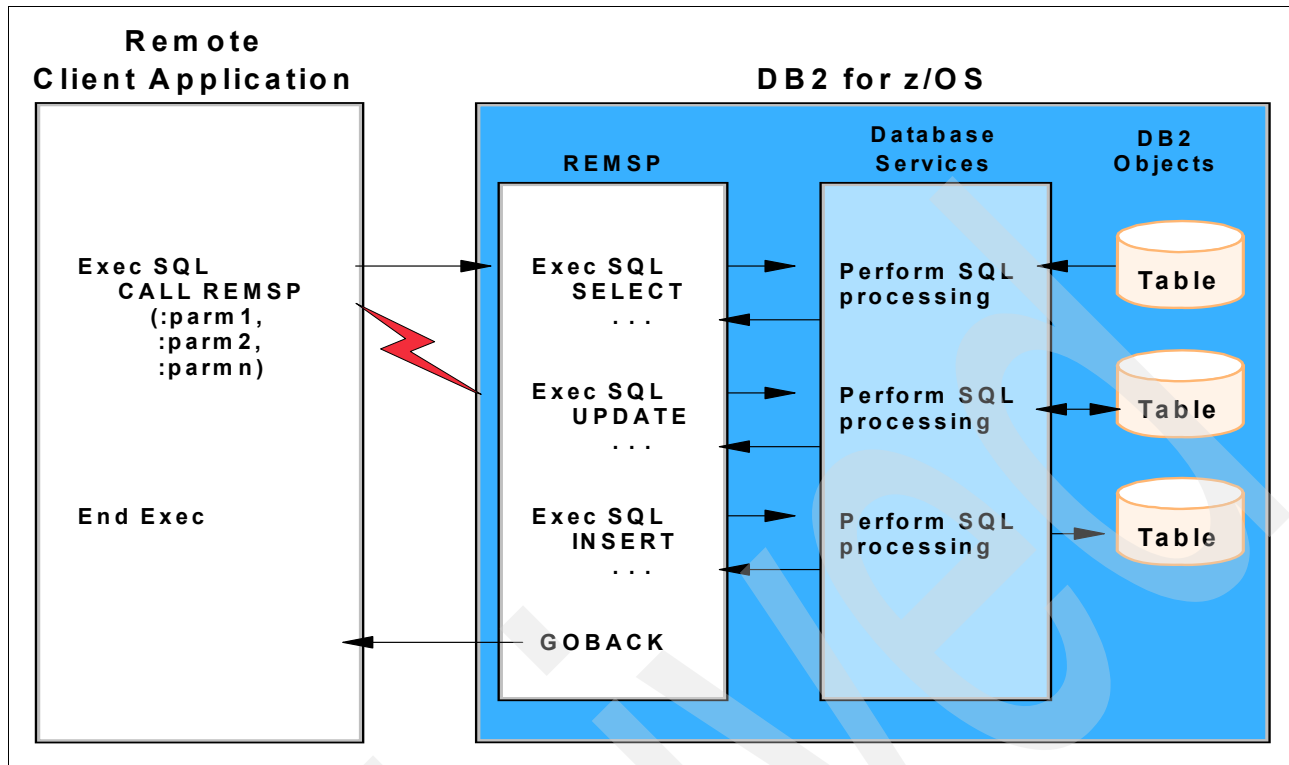 Remote
Client Application
DB2 for z/OS
Exec SQL
CALL REMSP
(:parm1,
:parm2,
:parmn)
End Exec
REMSP
Exec SQL
SELECT
...
Exec SQL
UPDATE
...
Exec SQL
INSERT
...
GOBACK
Database
Services
Perform SQL
processing
Perform SQL
processing
Perform SQL
processing
DB2
Objects
Table
Table
Table